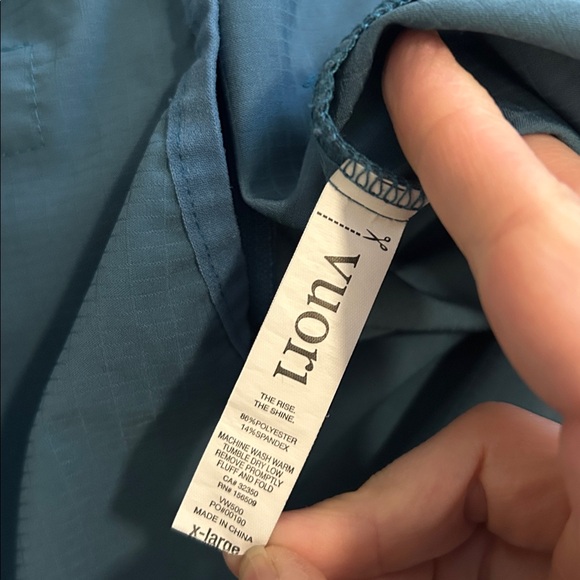 vuori
THE RISE.
THE SHINE.
86%POLYESTER
14%SPANDEX
MACHINE WASH WARM
TUMBLE DRY LOW
REMOVE PROMPTLY
FLUFF AND FOLD
CA# 32350
RN# 156509
VW500
PO#00190
MADE IN CHINA
x-large